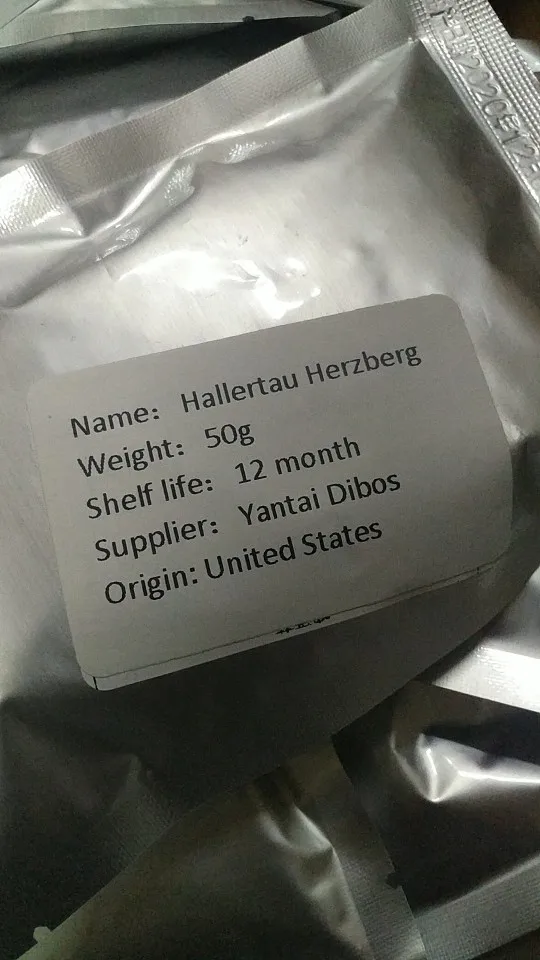 Name: Hallertau Herzberg
Weight: 50g
Shelf life: 12 month
Supplier: Yantai Dibos
Origin: United States